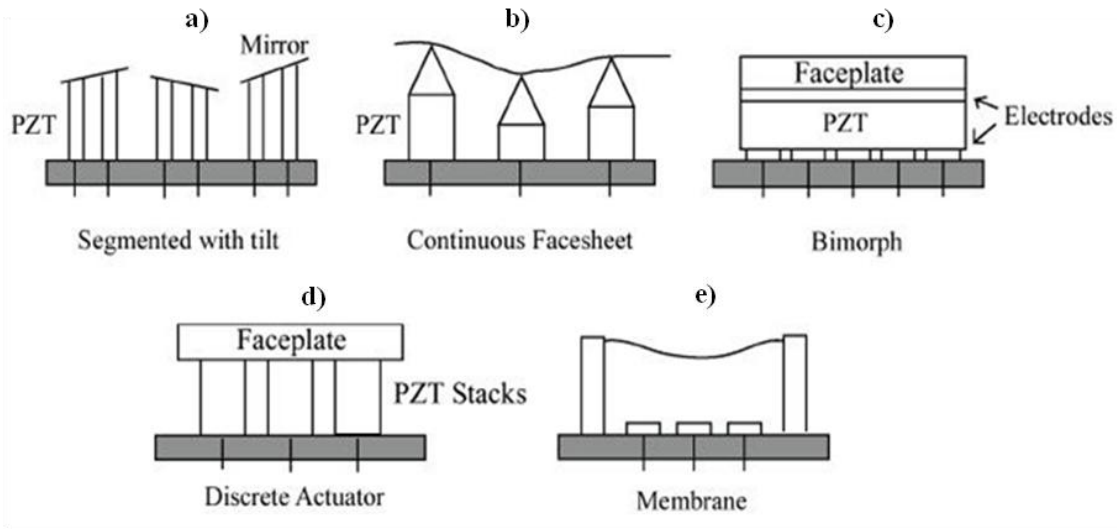 a)
Mirror
PZT
Segmented with tilt
b)
PZT
Continuous Facesheet
c)
Faceplate
PZT
Electrodes
Bimorph
d)
Faceplate
PZT Stacks
Discrete Actuator
e)
Membrane